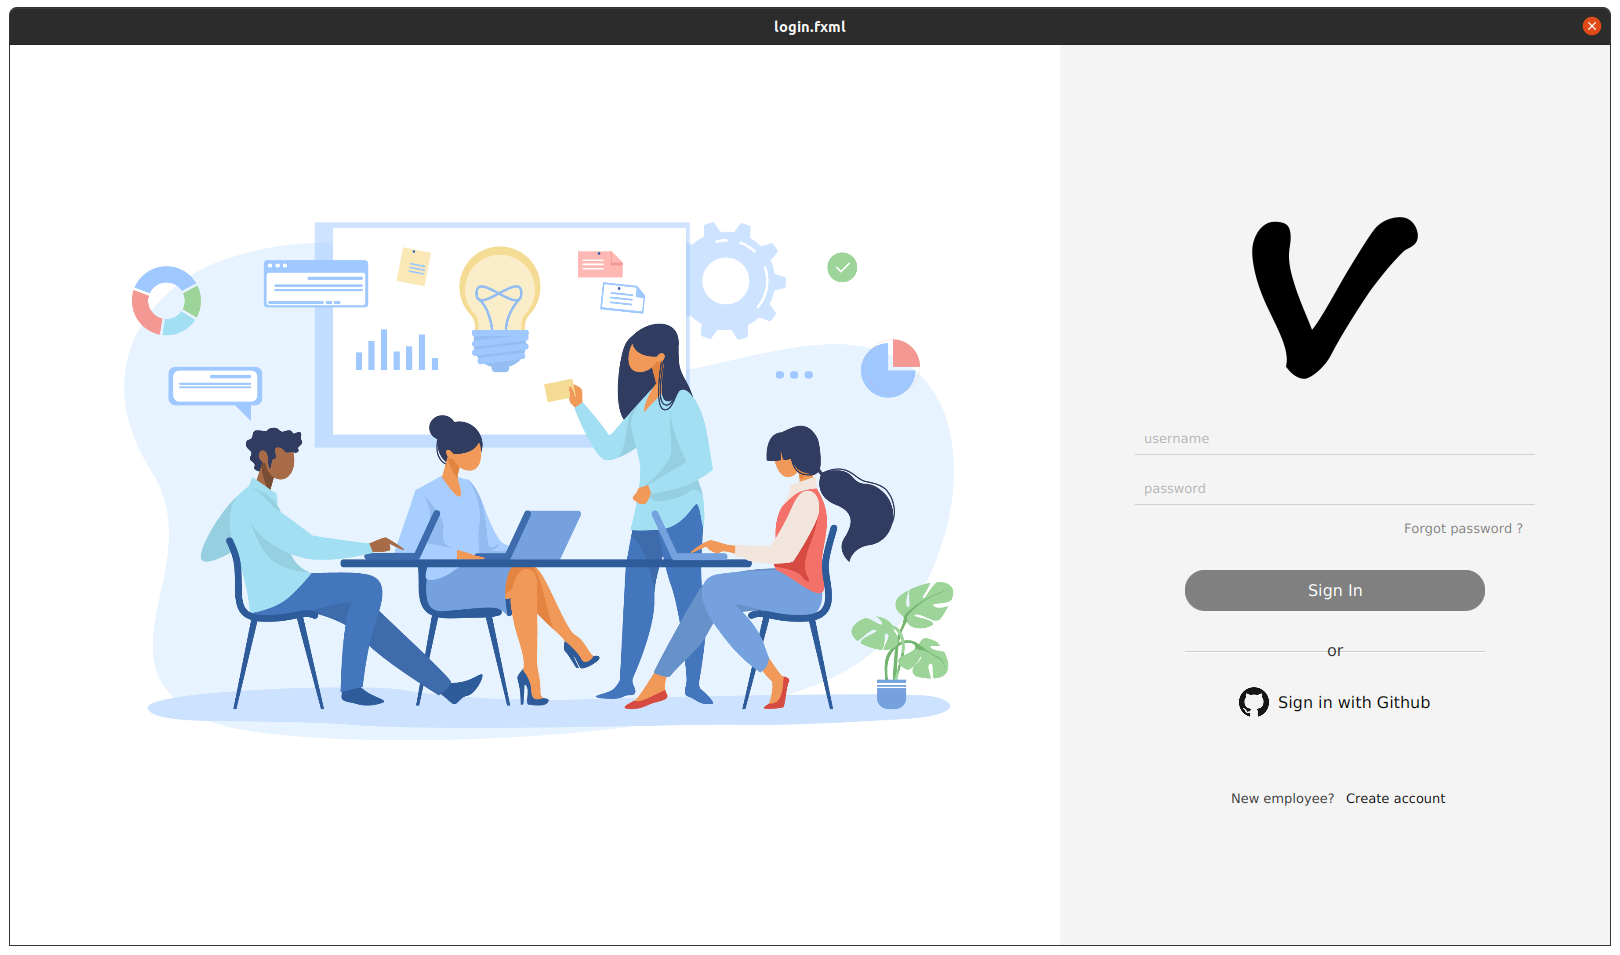 login.fxml
V
username
password
Forgot password ?
Sign In
or
Sign in with Github
New employee? Create account